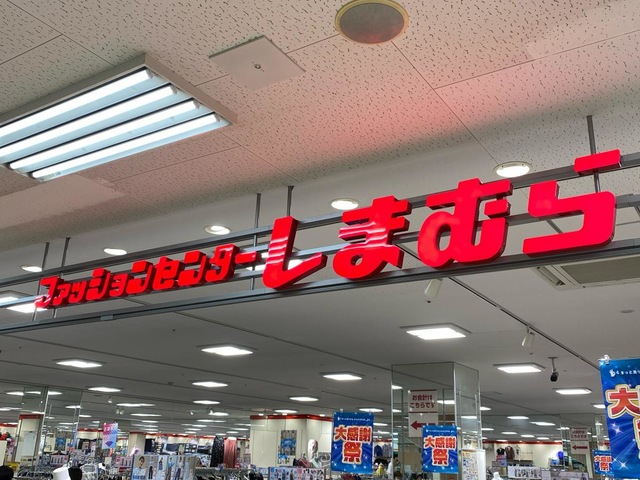 ファッションセンターしまむら
お会計は
こちらです
大感謝
祭
大感謝
祭